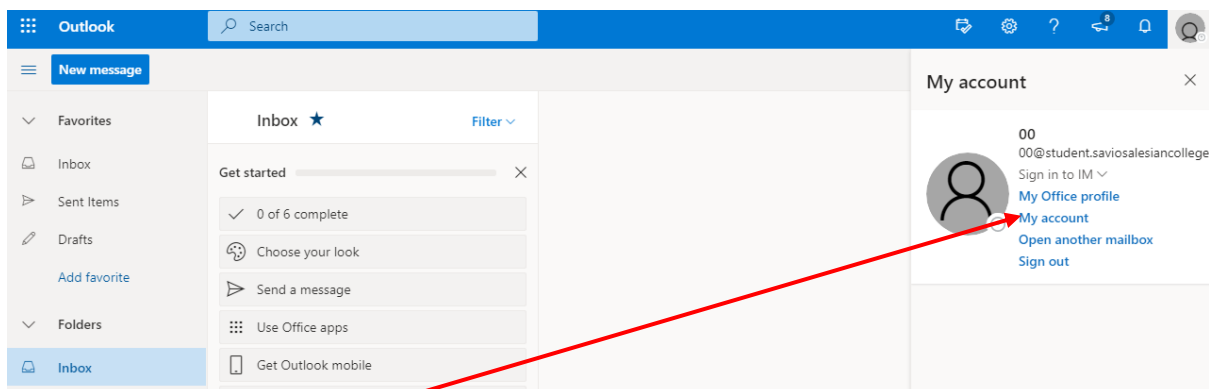 Outlook
Search
8
New message
My account
Favorites
Inbox
Sent Items
Drafts
Add favorite
Folders
Inbox
Inbox
Filter
Get started
0 of 6 complete
Choose your look
Send a message
Use Office apps
Get Outlook mobile
00
00@student.saviosalesiancollege
Sign in to IM
My Office profile
My account
Open another mailbox
Sign out